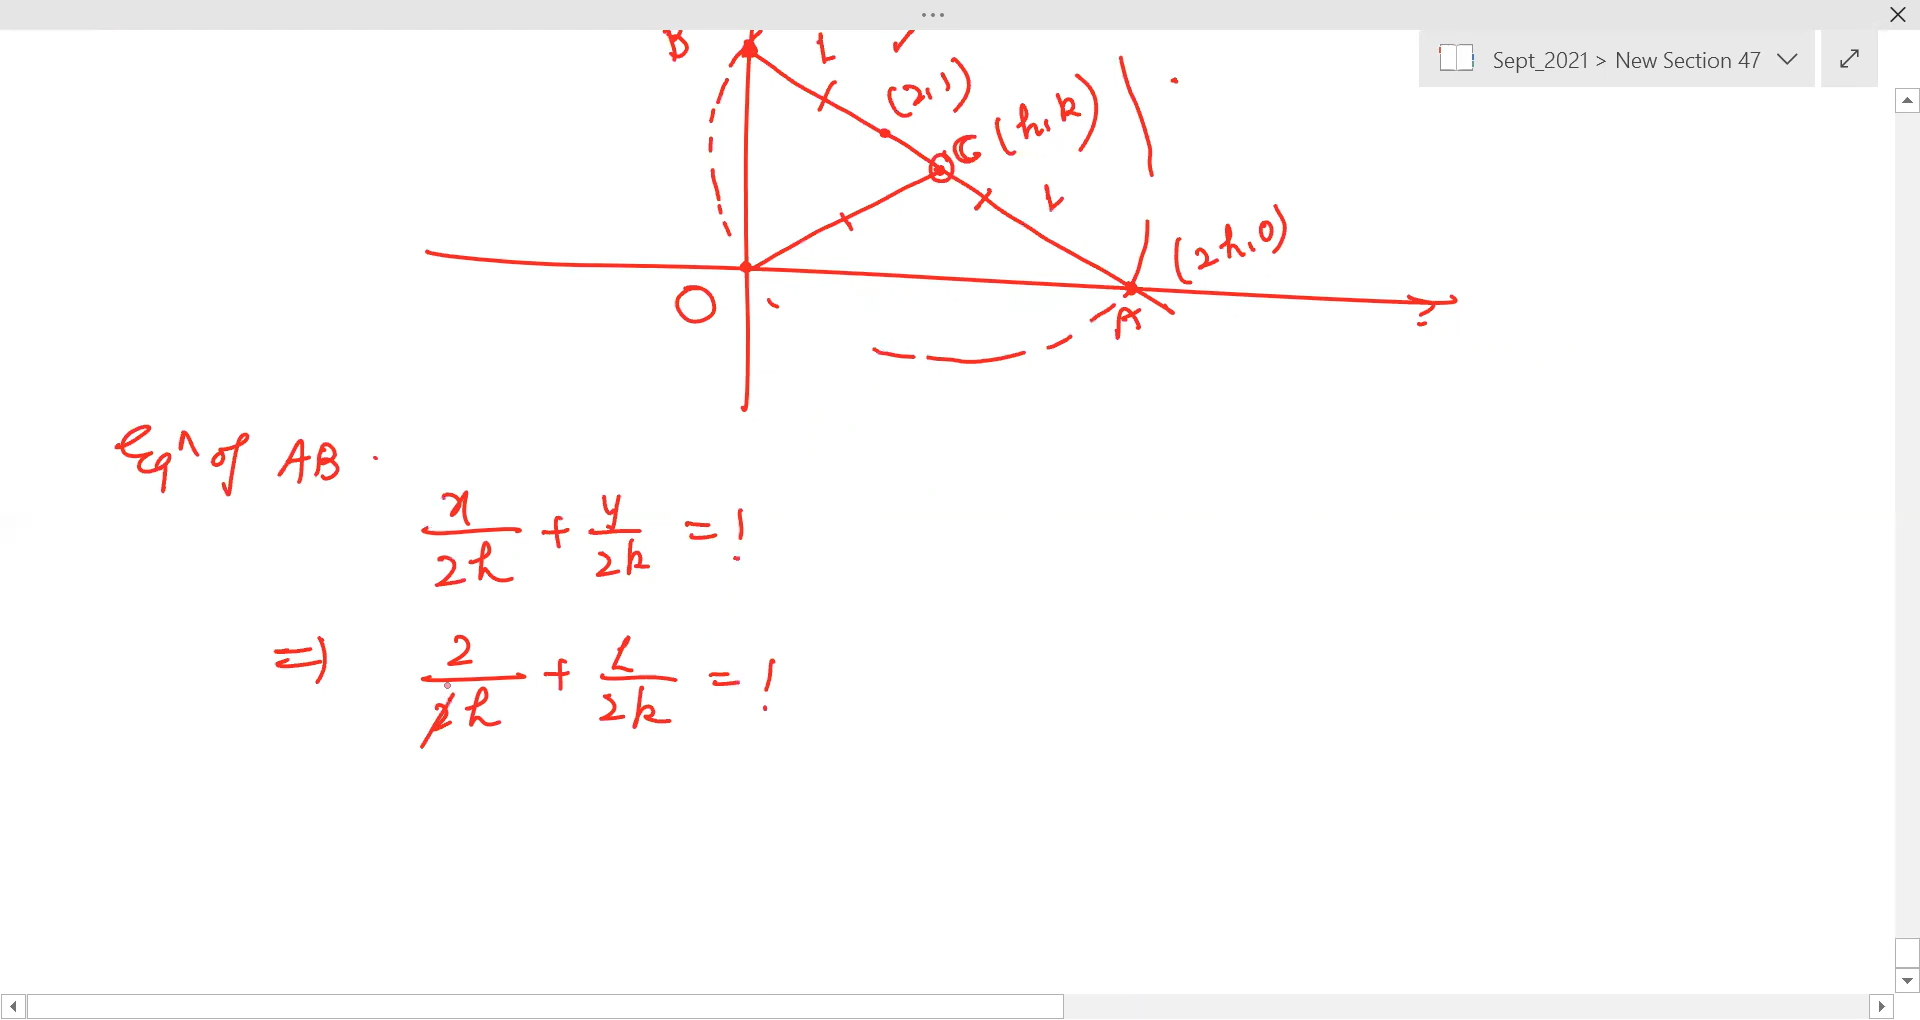 Sept_2021 > New Section 47
B L
(2,1)
C (h,k)
L
(2h,0)
O
A
Eqn of AB.
x/2h + y/2k = 1
=> 2/2h + 1/2k = 1